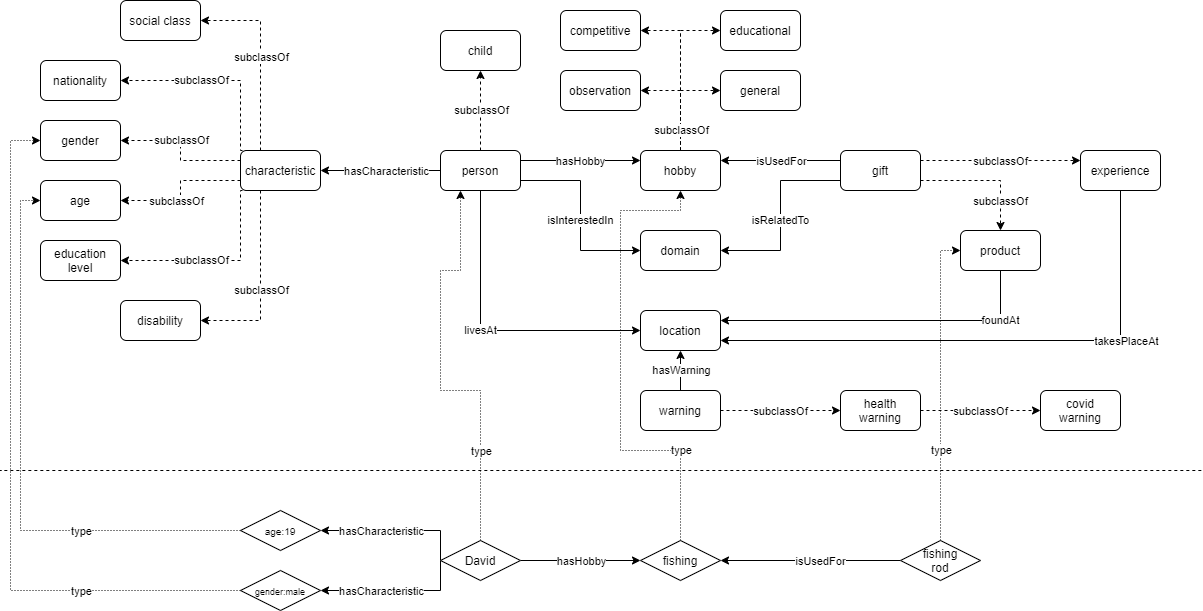 social class
competitive
educational
child
subclassOf
nationality
subclassOf
observation
general
subclassOf
gender
subclassOf
subclassOf
characteristic
hasCharacteristic
person
hasHobby
hobby
isUsedFor
gift
subclassOf
experience
age
subclassOf
subclassOf
isInterestedIn
isRelatedTo
education
level
subclassOf
domain
product
subclassOf
disability
livesAt
location
foundAt
takesPlaceAt
hasWarning
warning
subclassOf
health
warning
subclassOf
covid
warning
type
type
type
type
age:19
hasCharacteristic
David
hasHobby
fishing
isUsedFor
fishing
rod
type
gender:male
hasCharacteristic